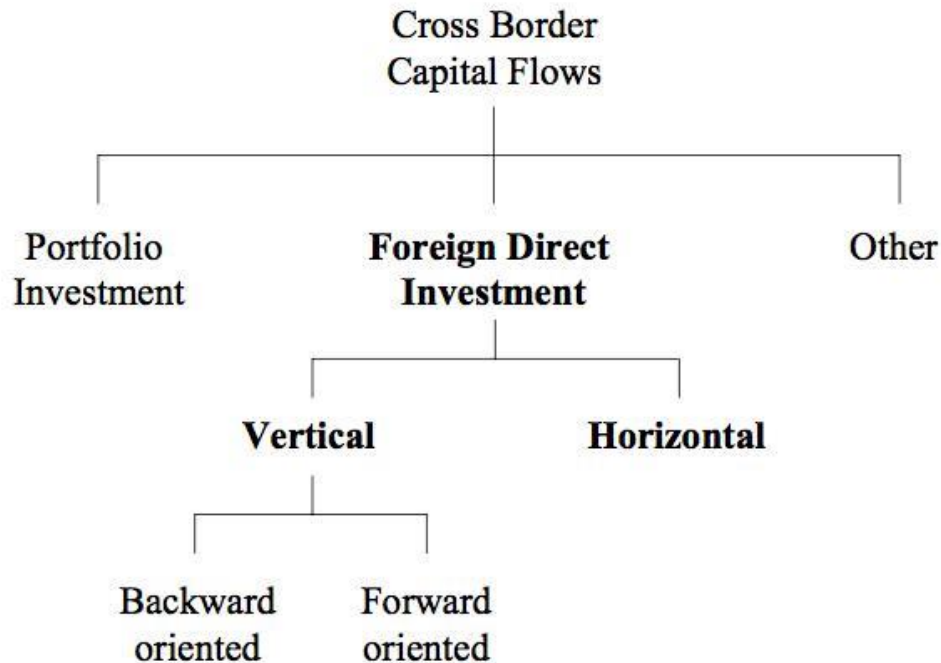 Cross Border
Capital Flows
Portfolio
Investment
Foreign Direct
Investment
Other
Vertical
Horizontal
Backward
oriented
Forward
oriented